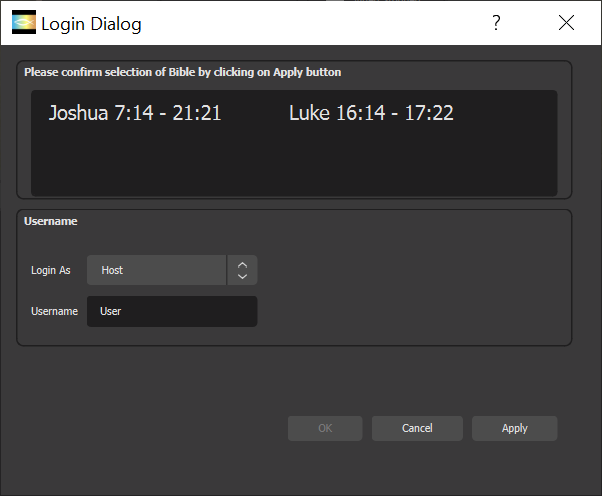 Login Dialog ?
Please confirm selection of Bible by clicking on Apply button
Joshua 7:14 - 21:21 Luke 16:14 - 17:22
Username
Login As Host
Username User
OK Cancel Apply